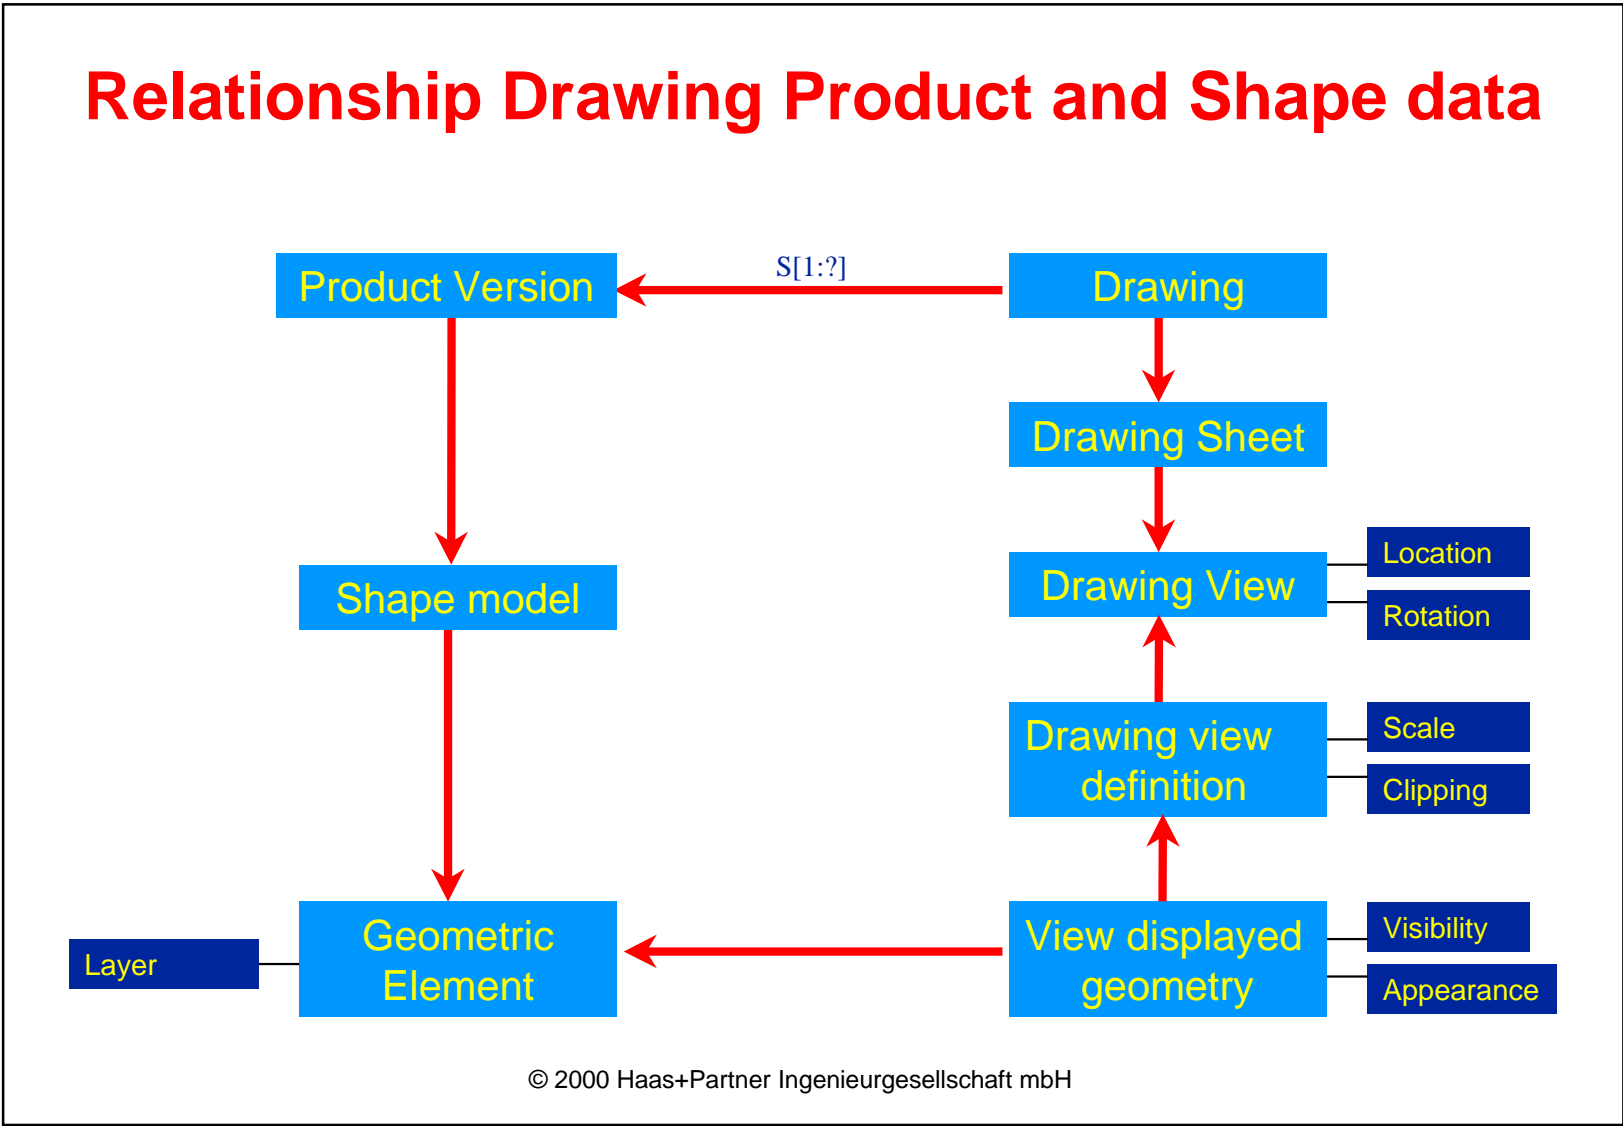 Relationship Drawing Product and Shape data
S[1:?]
Product Version
Drawing
Drawing Sheet
Location
Drawing View
Shape model
Rotation
Drawing view
definition
Scale
Clipping
Geometric
Element
View displayed
geometry
Visibility
Layer
Appearance
© 2000 Haas+Partner Ingenieurgesellschaft mbH